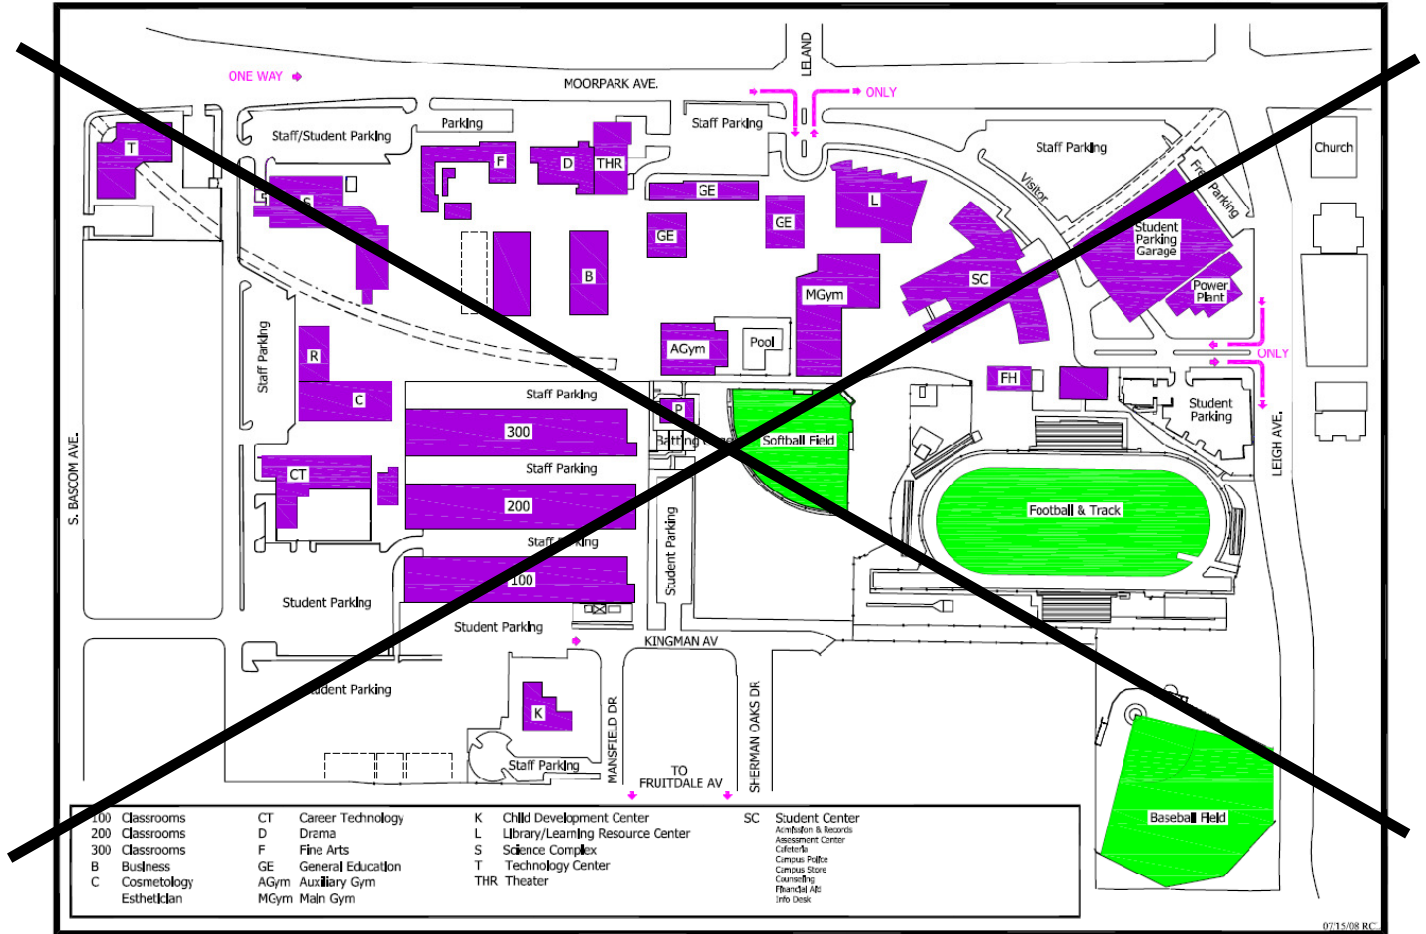 LELAND
ONE WAY
MOORPARK AVE.
ONLY
Staff/Student Parking
Parking
Staff Parking
Staff Parking
Church
T
F
D
THR
GE
L
Visitor
Free Parking
S
GE
GE
B
MGym
SC
Student
Parking
Garage
Power
Plant
Staff Parking
R
AGym
Pool
ONLY
C
Staff Parking
P
FH
Student
Parking
300
Batting
Softball Field
LEIGH AVE.
S. BASCOM AVE.
CT
Staff Parking
200
Football & Track
Staff Parking
Student Parking
100
Student Parking
Student Parking
KINGMAN AV
Student Parking
K
MANSFIELD DR
SHERMAN OAKS DR
Staff Parking
TO
FRUITDALE AV
Baseball Field
100 Classrooms
200 Classrooms
300 Classrooms
B Business
C Cosmetology
Esthetician
CT Career Technology
D Drama
F Fine Arts
GE General Education
AGym Auxiliary Gym
MGym Main Gym
K Child Development Center
L Library/Learning Resource Center
S Science Complex
T Technology Center
THR Theater
SC Student Center
Admission & Records
Assessment Center
Cafeteria
Campus Police
Campus Store
Counseling
Financial Aid
Info Desk
07/15/08 RC